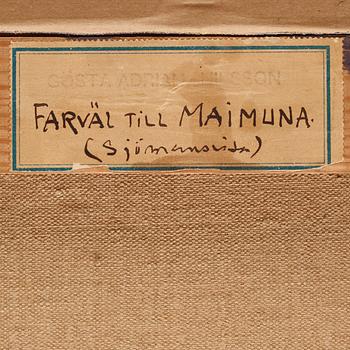 GÖSTA ADRIAN-NILSSON
FARVÄL TILL MAIMUNA.
(Sjömansvisa)